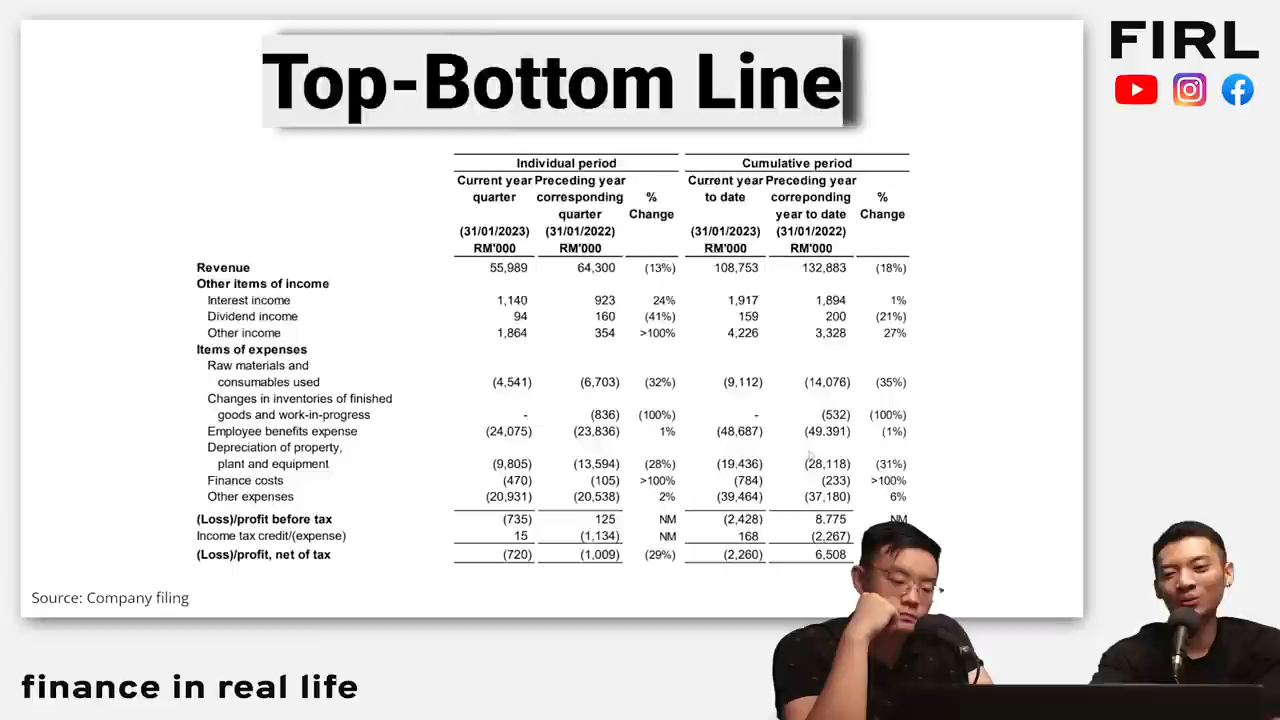 FIRL
Top-Bottom Line
Individual period Cumulative period
Current year Preceding year Current year Preceding year
quarter corresponding % to date correponding %
quarter Change year to date Change
(31/01/2023) (31/01/2022) (31/01/2023) (31/01/2022)
RM'000 RM'000 RM'000 RM'000
Revenue 55,989 64,300 (13%) 108,753 132,883 (18%)
Other items of income
Interest income 1,140 923 24% 1,917 1,894 1%
Dividend income 94 160 (41%) 159 200 (21%)
Other income 1,864 354 >100% 4,226 3,328 27%
Items of expenses
Raw materials and
consumables used (4,541) (6,703) (32%) (9,112) (14,076) (35%)
Changes in inventories of finished
goods and work-in-progress - (836) (100%) - (532) (100%)
Employee benefits expense (24,075) (23,836) 1% (48,687) (49.391) (1%)
Depreciation of property,
plant and equipment (9,805) (13,594) (28%) (19,436) (28,118) (31%)
Finance costs (470) (105) >100% (784) (233) >100%
Other expenses (20,931) (20,538) 2% (39,464) (37,180) 6%
(Loss)/profit before tax (735) 125 NM (2,428) 8.775 NM
Income tax credit/(expense) 15 (1,134) NM 168 (2,267)
(Loss)/profit, net of tax (720) (1,009) (29%) (2,260) 6,508
Source: Company filing
finance in real life